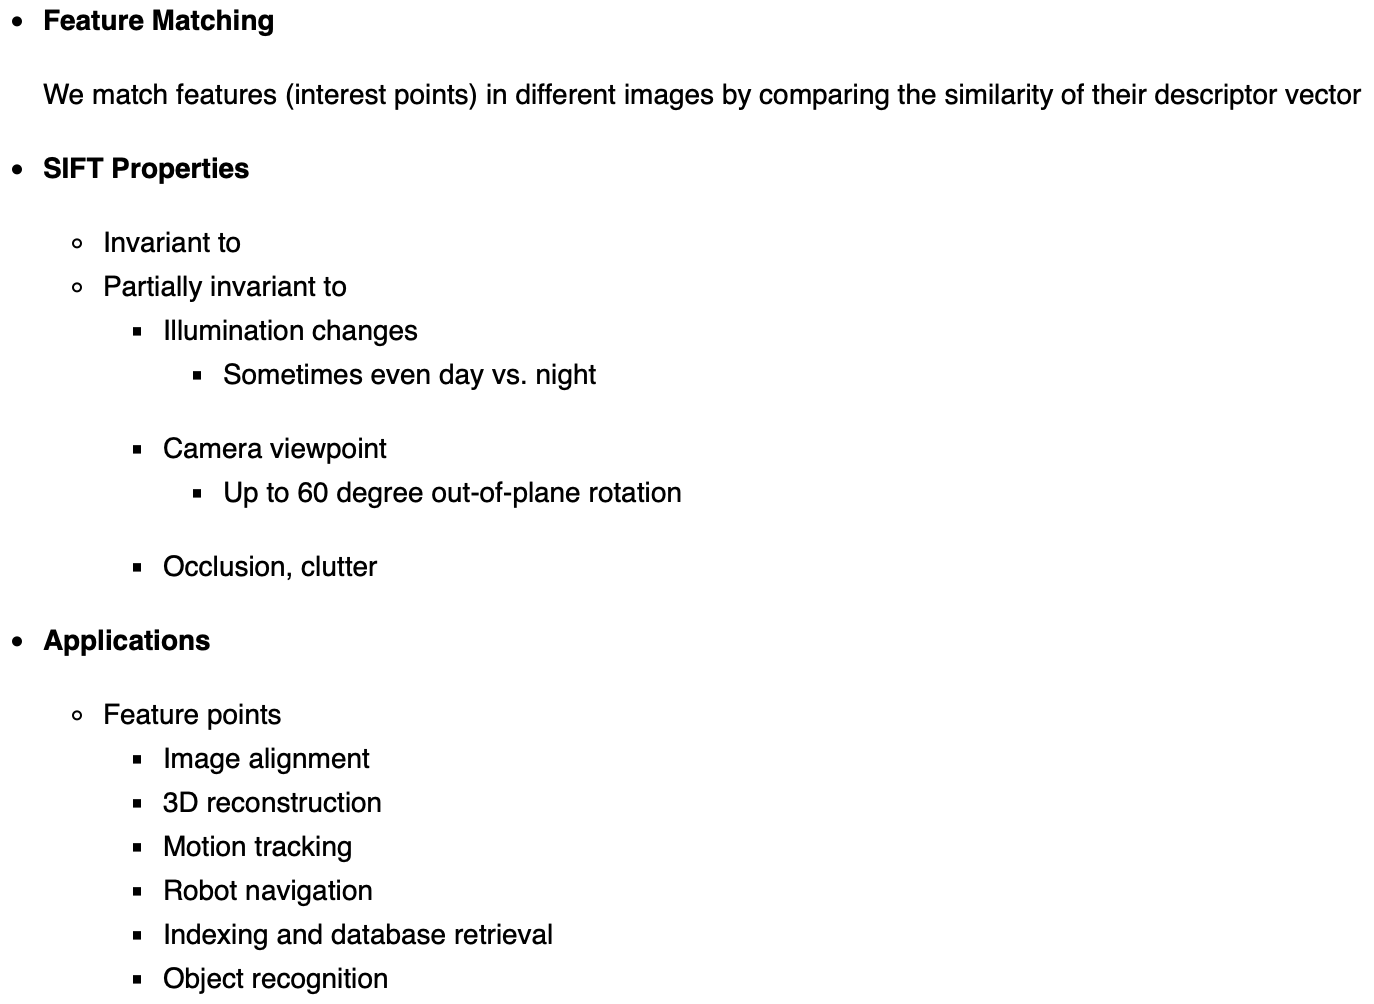 Feature Matching
We match features (interest points) in different images by comparing the similarity of their descriptor vector
SIFT Properties
Invariant to
Partially invariant to
Illumination changes
Sometimes even day vs. night
Camera viewpoint
Up to 60 degree out-of-plane rotation
Occlusion, clutter
Applications
Feature points
Image alignment
3D reconstruction
Motion tracking
Robot navigation
Indexing and database retrieval
Object recognition